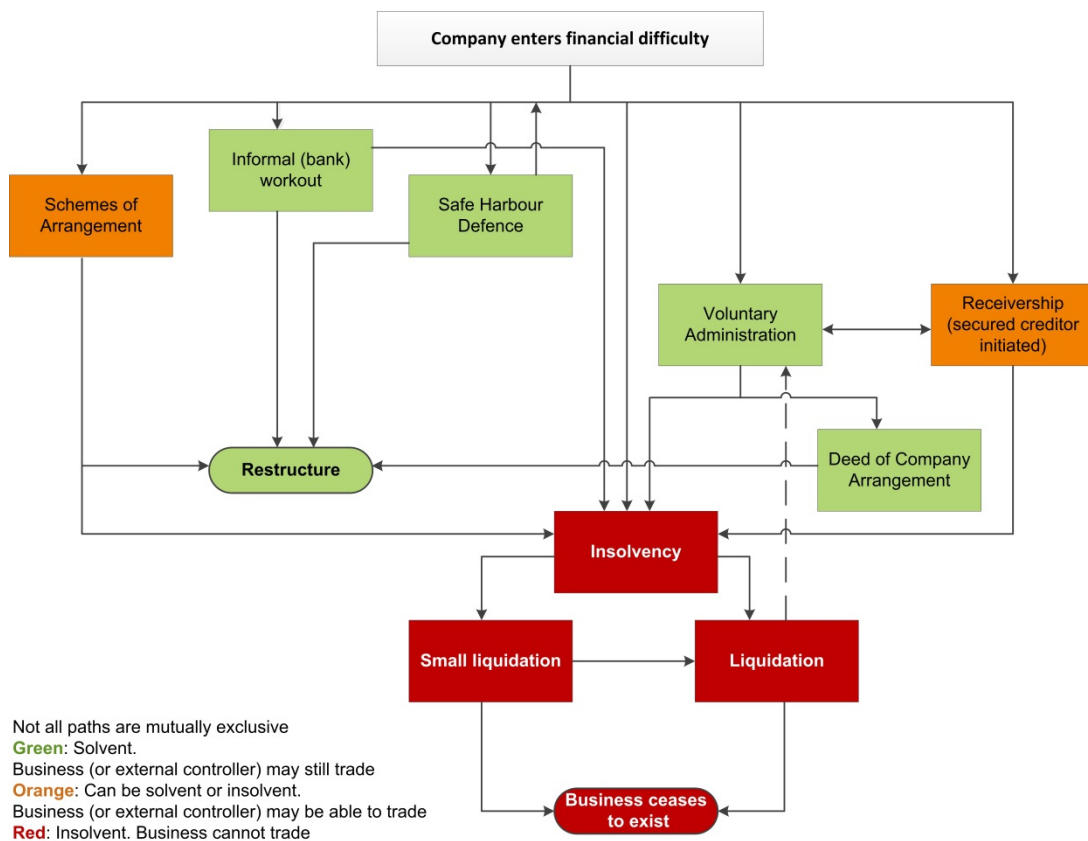 Company enters financial difficulty
Informal (bank)
workout
Schemes of
Arrangement
Safe Harbour
Defence
Voluntary
Administration
Receivership
(secured creditor
initiated)
Restructure
Deed of Company
Arrangement
Insolvency
Small liquidation
Liquidation
Business ceases
to exist
Not all paths are mutually exclusive
Green: Solvent.
Business (or external controller) may still trade
Orange: Can be solvent or insolvent.
Business (or external controller) may be able to trade
Red: Insolvent. Business cannot trade